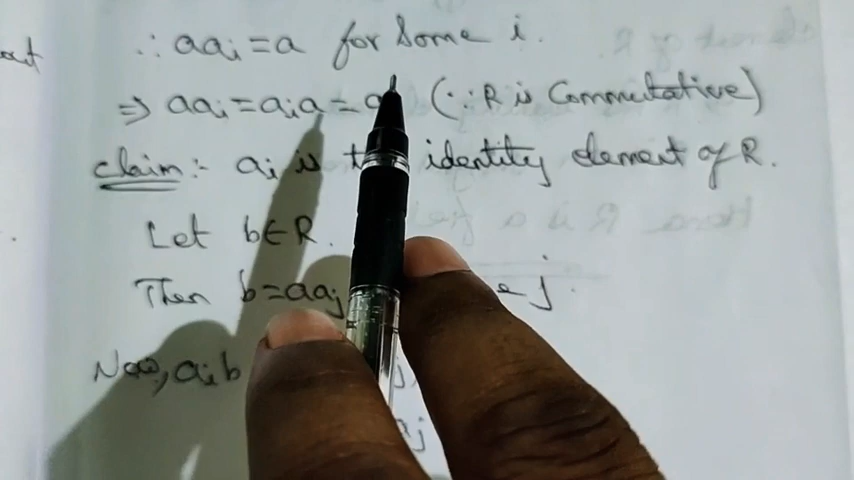 ∴ aaᵢ = a for some i.
⇒ aaᵢ = aᵢa = a (∵ R is Commutative)
claim:- aᵢ is identity element of R.
Let b∈R.
Then b=aaⱼ j.
Now, aᵢb